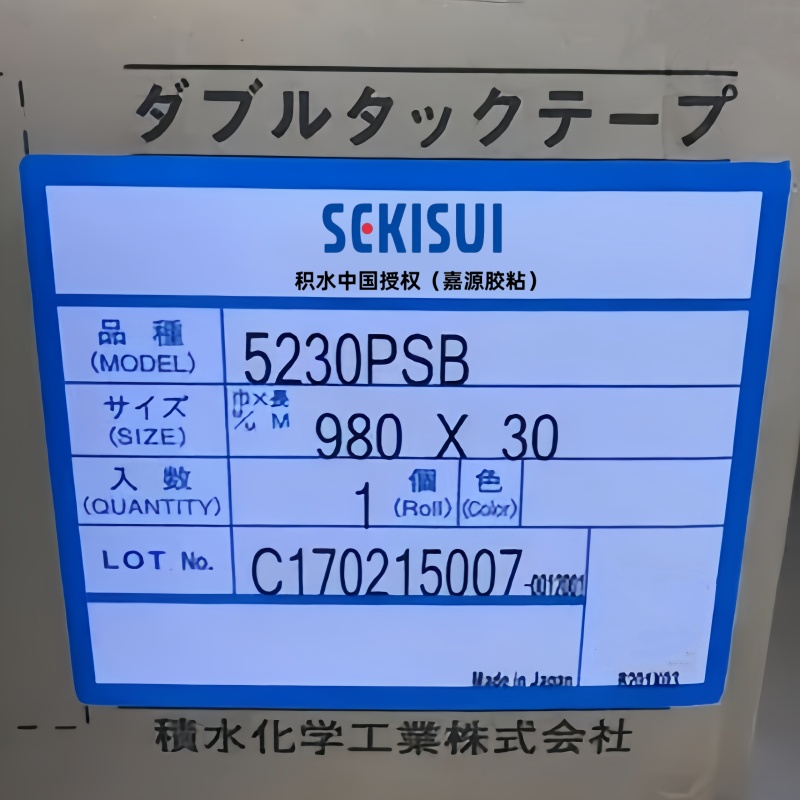 ダブルタックテープ
SEKISUI
积水中国授权（嘉源胶粘）
品種 (MODEL) 5230PSB
サイズ (SIZE) 巾×長 m/m M 980 X 30
入数 (QUANTITY) 1 個 (Roll) 色 (Color)
LOT No. C170215007-0012001
Made in Japan
積水化学工業株式会社